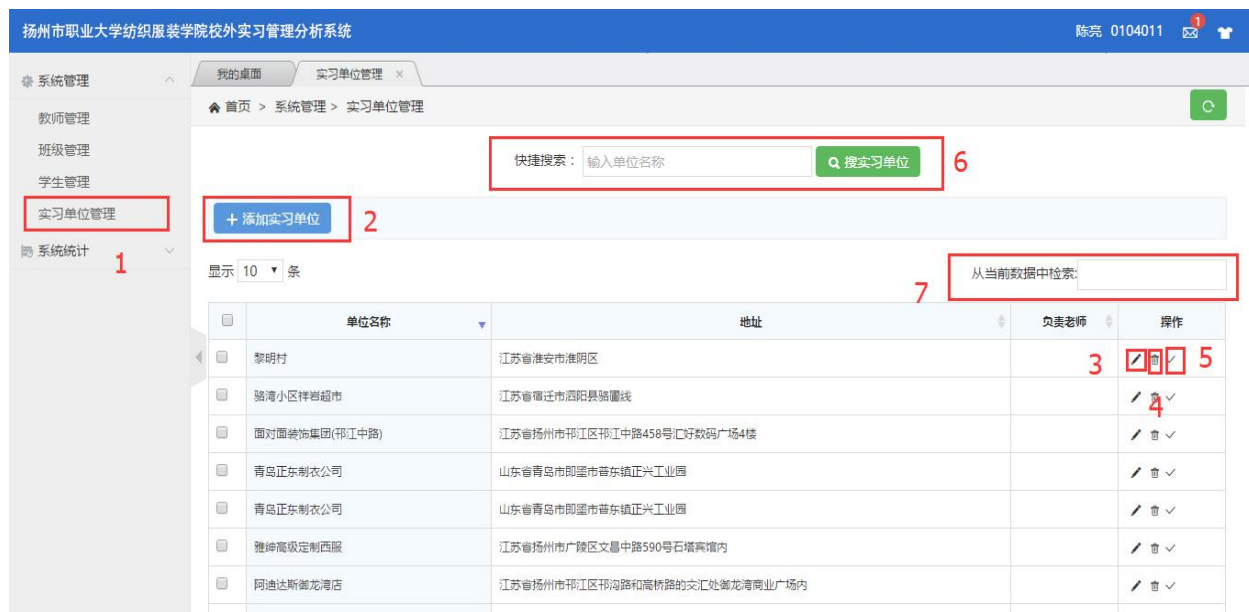 扬州市职业大学纺织服装学院校外实习管理分析系统 陈亮 0104011 1
系统管理 我的桌面 实习单位管理 ×
首页 > 系统管理 > 实习单位管理
教师管理
班级管理 快捷搜索： 输入单位名称 搜实习单位 6
学生管理
实习单位管理 + 添加实习单位 2
系统统计 1
显示 10 条 从当前数据中检索: 7
单位名称 地址 负责老师 操作
黎明村 江苏省淮安市淮阴区 3 5
骆湾小区祥岩超市 江苏省宿迁市泗阳县骆圩线 4
面对面装饰集团(邗江中路) 江苏省扬州市邗江区邗江中路458号汇好数码广场4楼
青岛正东制衣公司 山东省青岛市即墨市普东镇正兴工业园
青岛正东制衣公司 山东省青岛市即墨市普东镇正兴工业园
雅绅高级定制西服 江苏省扬州市广陵区文昌中路590号石塔宾馆内
阿迪达斯御龙湾店 江苏省扬州市邗江区邗沟路和高桥路的交汇处御龙湾商业广场内